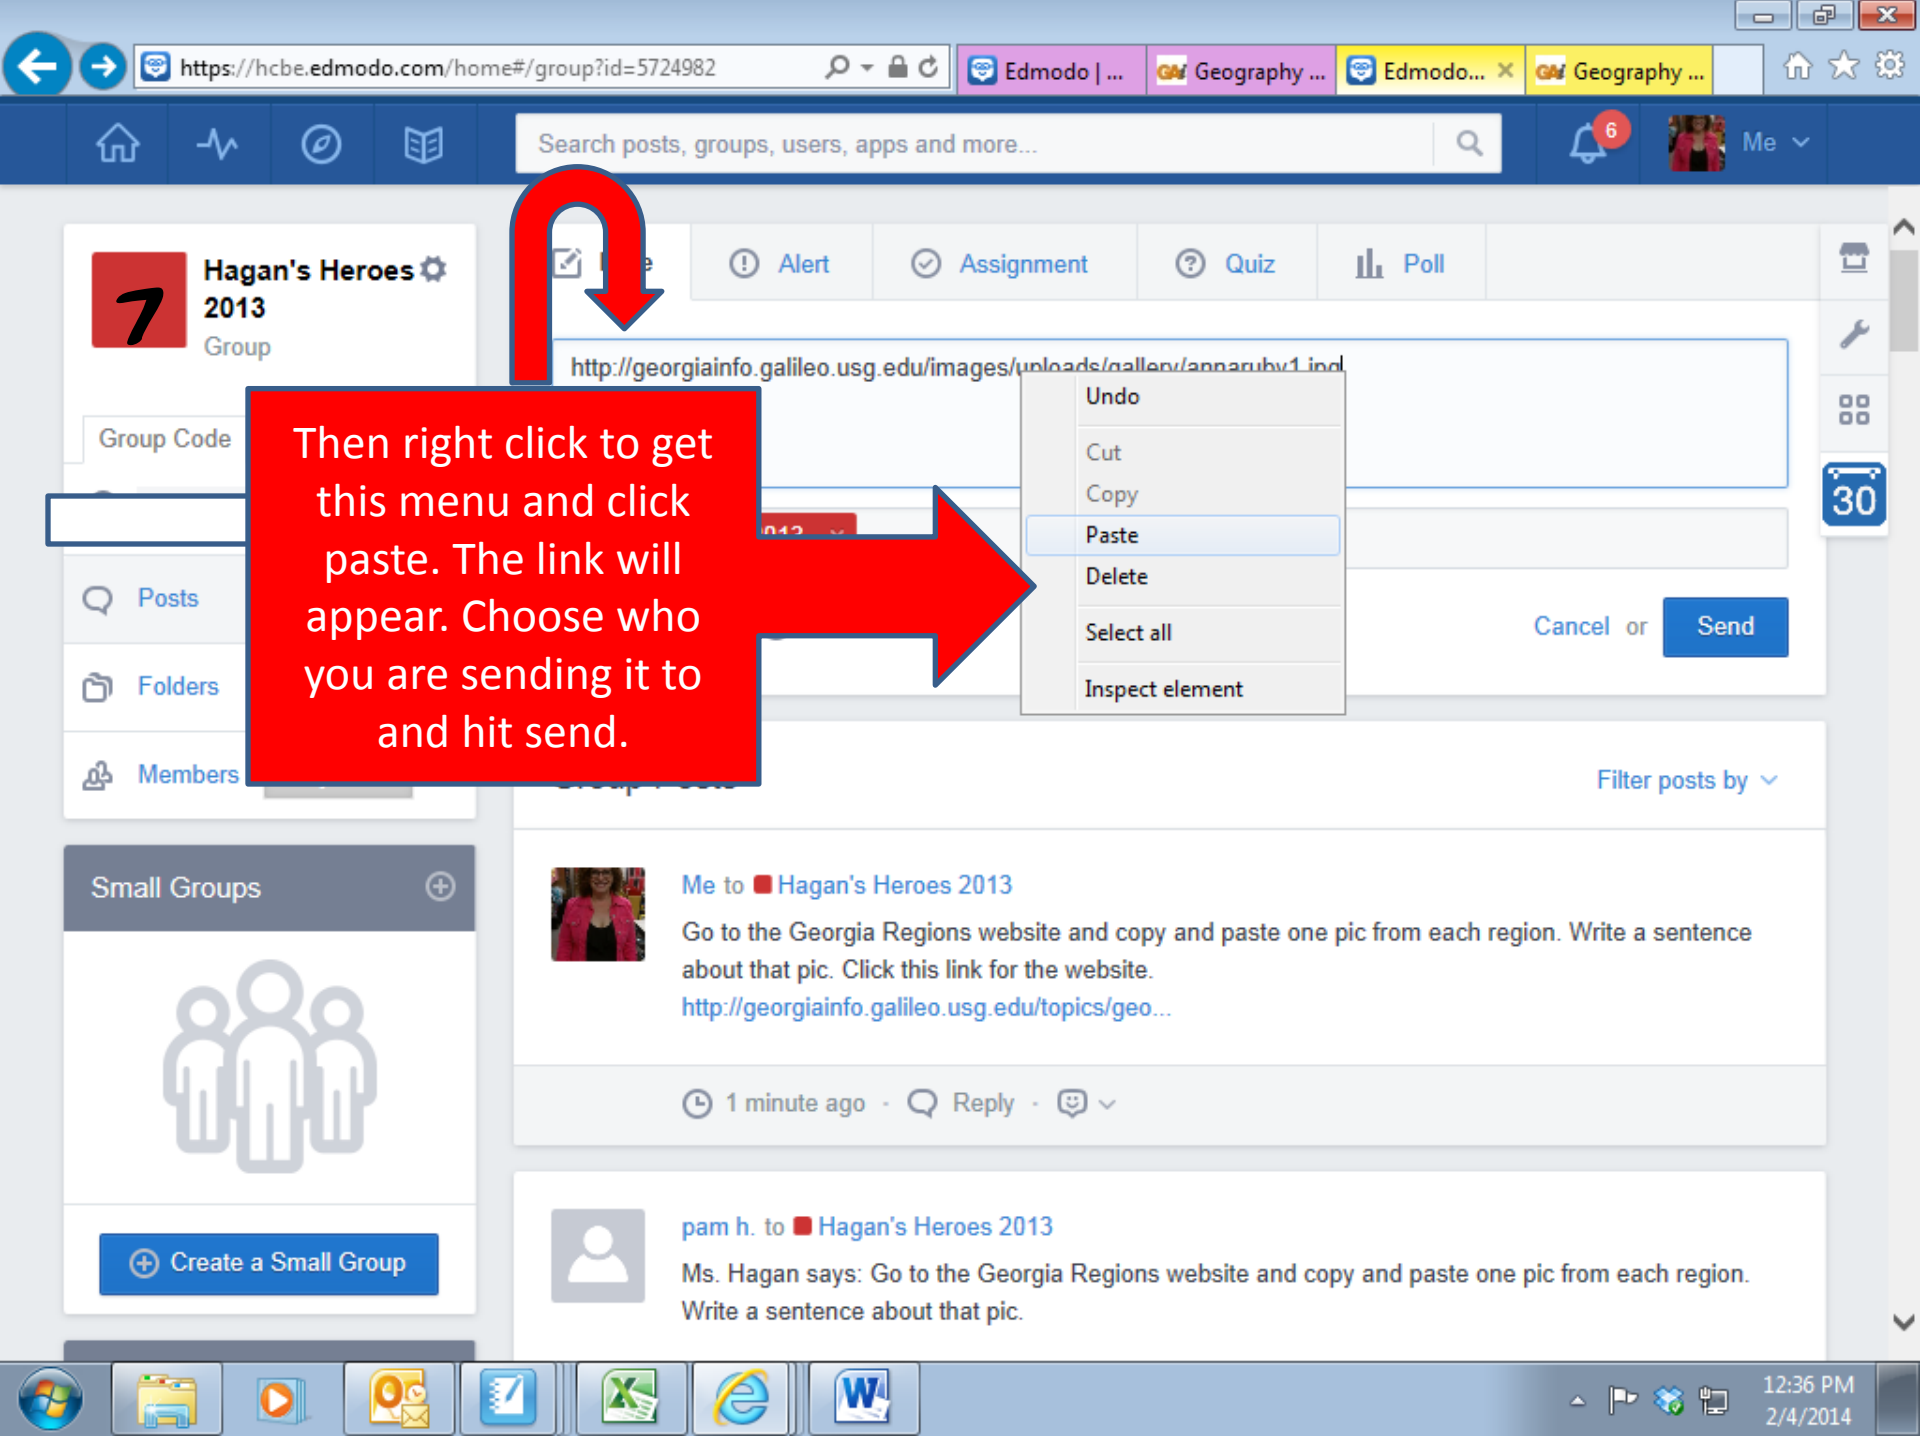 https://hcbe.edmodo.com/home#/group?id=5724982
Edmodo | ...
Geography ...
Edmodo...
Geography ...
Search posts, groups, users, apps and more...
6
Me
7
Hagan's Heroes
2013
Group
Alert
Assignment
Quiz
Poll
http://georgiainfo.galileo.usg.edu/images/uploads/gallery/annaruby1.jpg
Undo
Cut
Copy
Paste
Delete
Select all
Inspect element
Group Code
Then right click to get
this menu and click
paste. The link will
appear. Choose who
you are sending it to
and hit send.
2013
30
Cancel or Send
Posts
Folders
Members
Group Posts
Filter posts by
Small Groups
Me to Hagan's Heroes 2013
Go to the Georgia Regions website and copy and paste one pic from each region. Write a sentence
about that pic. Click this link for the website.
http://georgiainfo.galileo.usg.edu/topics/geo...
1 minute ago · Reply ·
Create a Small Group
pam h. to Hagan's Heroes 2013
Ms. Hagan says: Go to the Georgia Regions website and copy and paste one pic from each region.
Write a sentence about that pic.
12:36 PM
2/4/2014